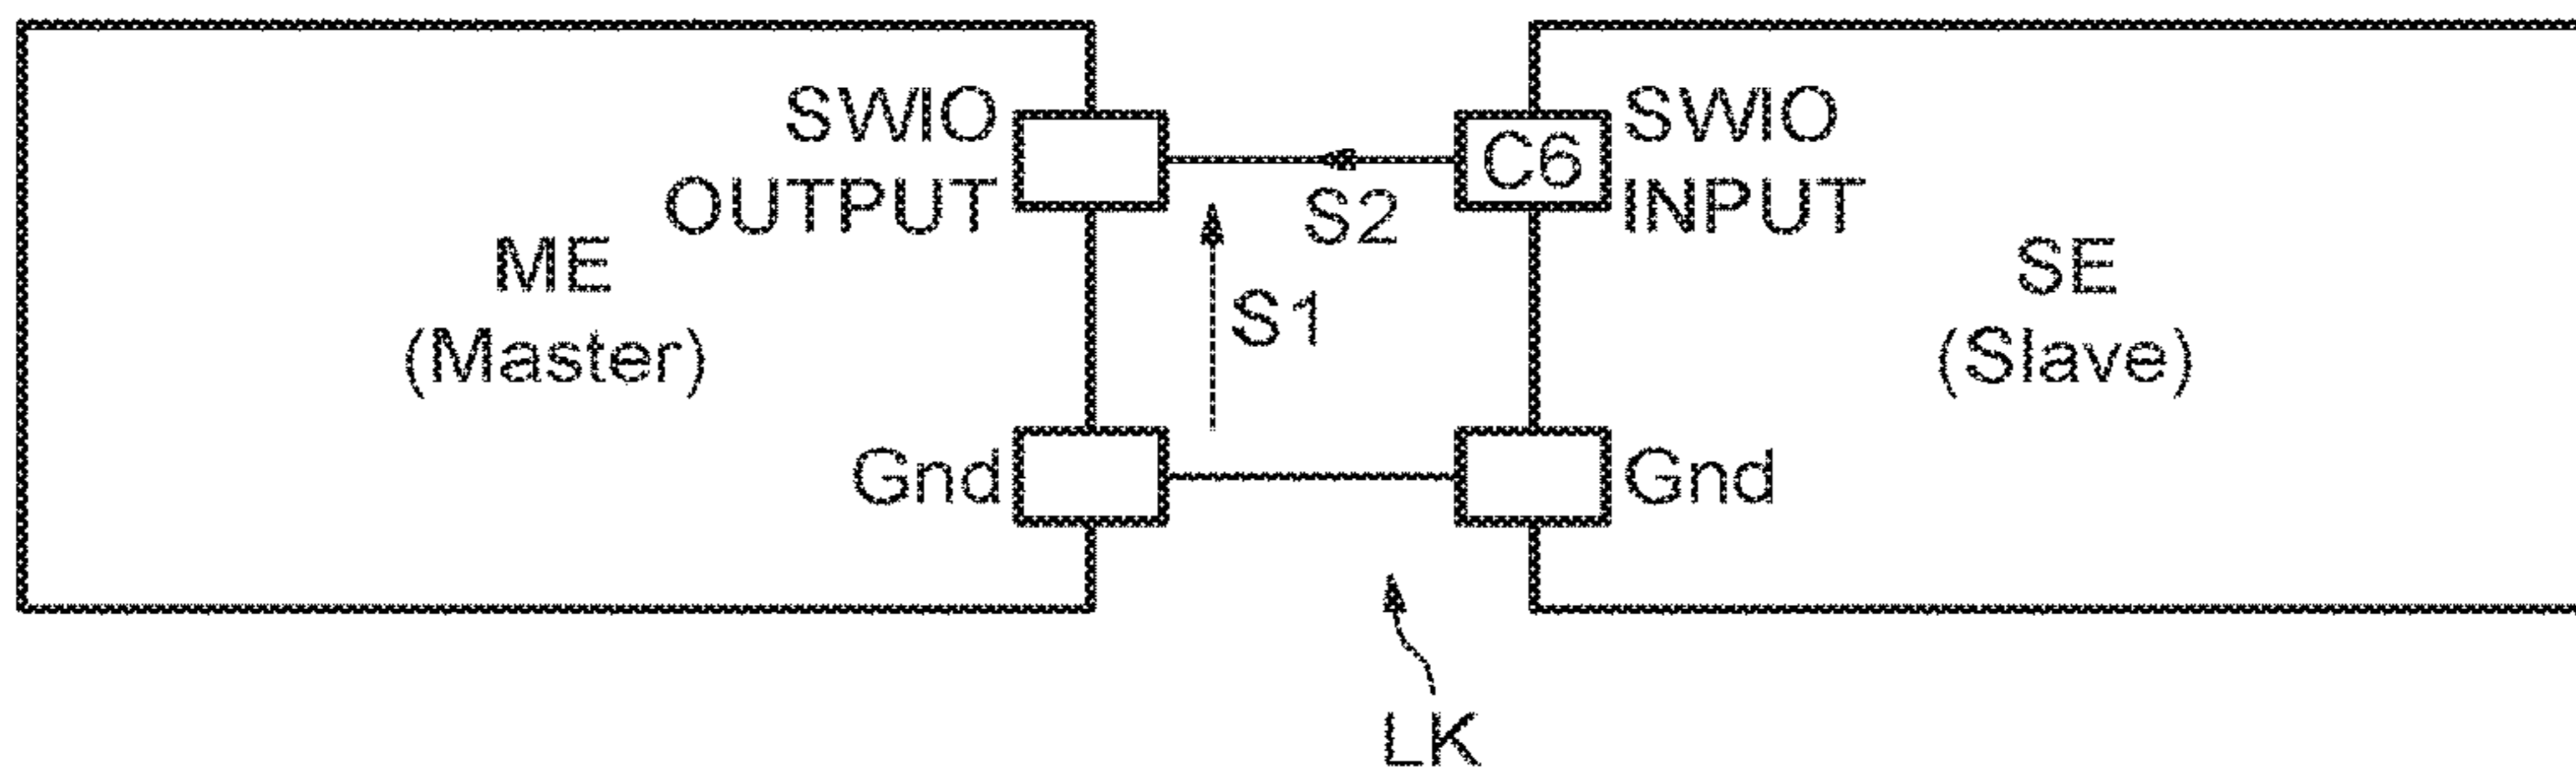 SWIO
OUTPUT
ME
(Master)
Gnd
S1
S2
C6
SWIO
INPUT
SE
(Slave)
Gnd
LK